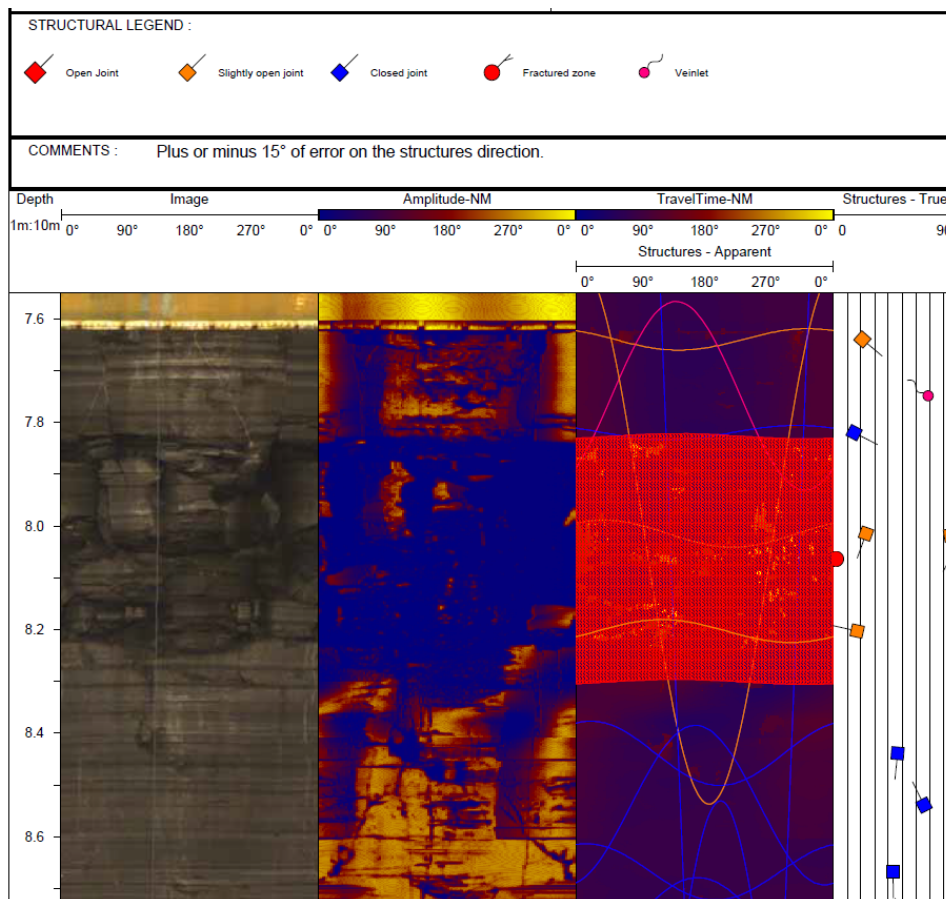 STRUCTURAL LEGEND :
Open Joint Slightly open joint Closed joint Fractured zone Veinlet
COMMENTS : Plus or minus 15° of error on the structures direction.
Depth Image Amplitude-NM TravelTime-NM Structures - True
1m:10m 0° 90° 180° 270° 0° 0° 90° 180° 270° 0° 0° 90° 180° 270° 0° 0 90
Structures - Apparent
0° 90° 180° 270° 0°
7.6
7.8
8.0
8.2
8.4
8.6